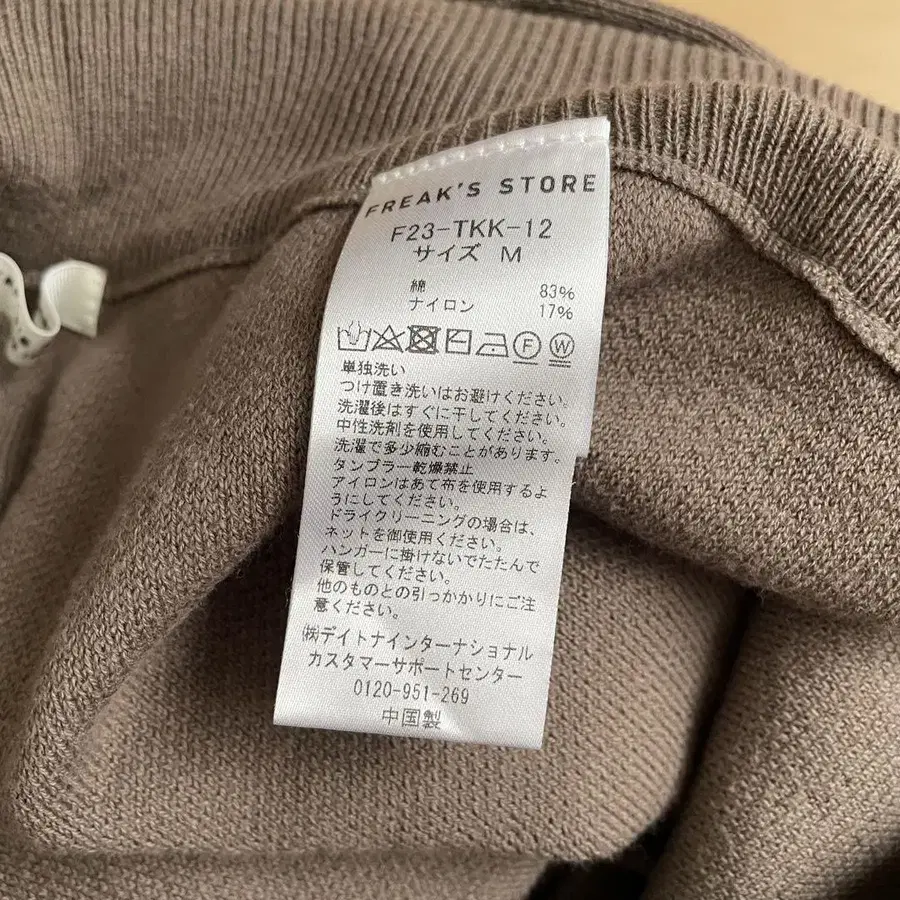 FREAK'S STORE
F23-TKK-12
サイズ M
綿 83%
ナイロン 17%
F W
単独洗い
つけ置き洗いはお避けください。
洗濯後はすぐに干してください。
中性洗剤を使用してください。
洗濯で多少縮むことがあります。
タンブラー乾燥禁止
アイロンはあて布を使用するよ
うにしてください。
ドライクリーニングの場合は、
ネットを御使用ください。
ハンガーに掛けないでたたんで
保管してください。
他のものとの引っかかりにご注
意ください。
㈱デイトナインターナショナル
カスタマーサポートセンター
0120-951-269
中国製